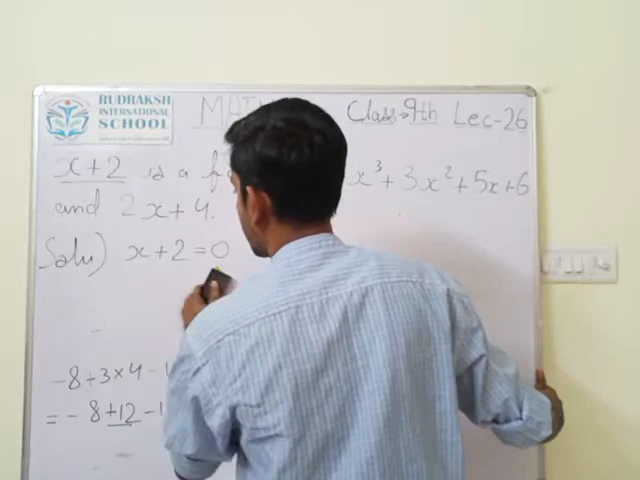 RUDRAKSH
INTERNATIONAL
SCHOOL
Class→9th Lec-26
x+2 is a x³+3x²+5x+6
and 2x+4.
Solu) x+2=0
-8+3×4-
=-8+12-